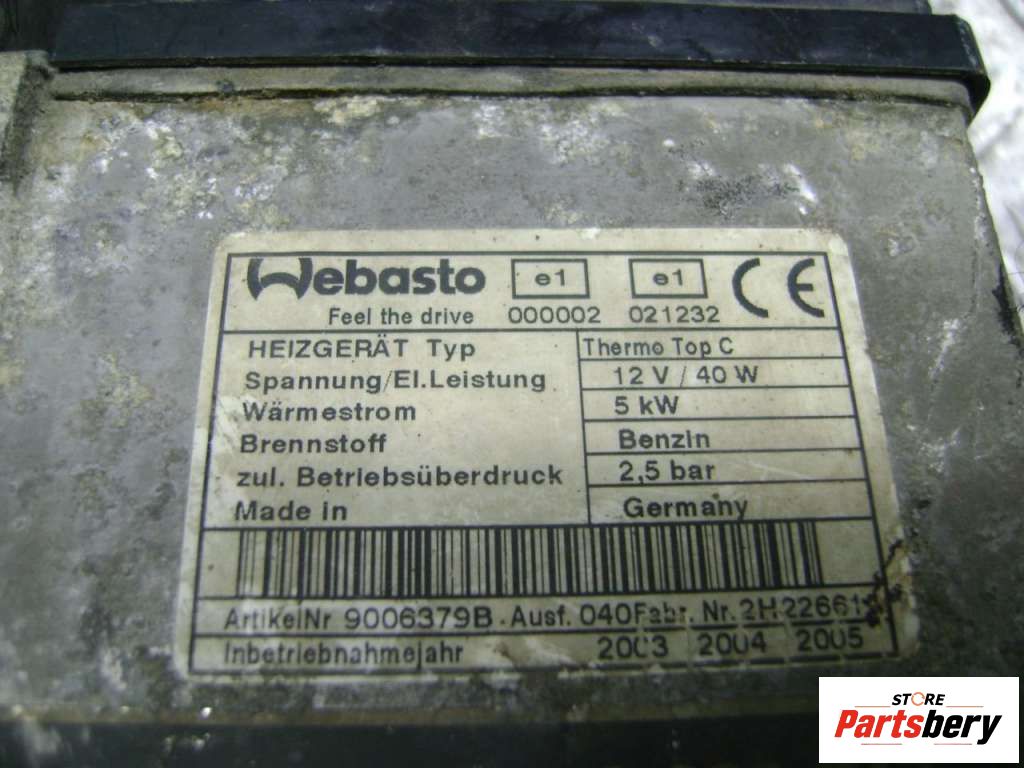 Webasto e1 e1 CE
Feel the drive 000002 021232
HEIZGERÄT Typ Thermo Top C
Spannung/El.Leistung 12 V / 40 W
Wärmestrom 5 kW
Brennstoff Benzin
zul. Betriebsüberdruck 2,5 bar
Made in Germany
ArtikelNr 9006379B. Ausf. 040 Fabr. Nr.
Inbetriebnahmejahr 2003 2004 2005
STORE
Partsbery